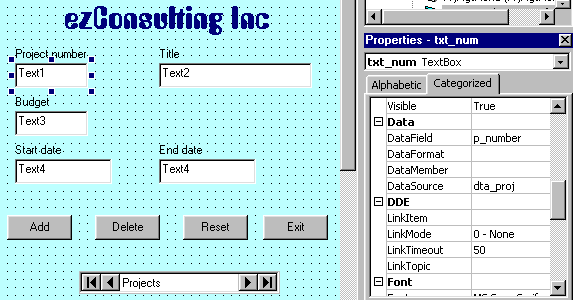 ezConsulting Inc
Project number Title
Text1 Text2
Budget
Text3
Start date End date
Text4 Text4
Add Delete Reset Exit
Projects
Properties - txt_num
txt_num TextBox
Alphabetic Categorized
Visible True
Data
DataField p_number
DataFormat
DataMember
DataSource dta_proj
DDE
LinkItem
LinkMode 0 - None
LinkTimeout 50
LinkTopic
Font